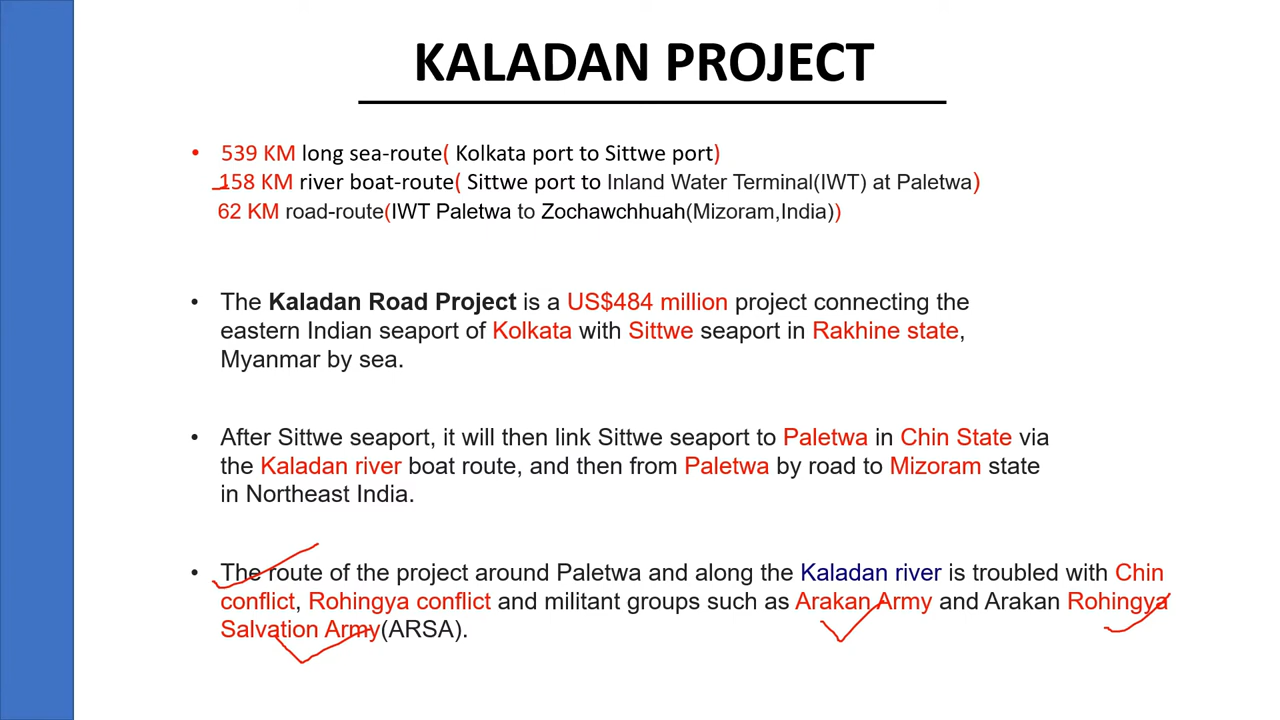 KALADAN PROJECT
• 539 KM long sea-route( Kolkata port to Sittwe port)
158 KM river boat-route( Sittwe port to Inland Water Terminal(IWT) at Paletwa)
62 KM road-route(IWT Paletwa to Zochawchhuah(Mizoram,India))
• The Kaladan Road Project is a US$484 million project connecting the
eastern Indian seaport of Kolkata with Sittwe seaport in Rakhine state,
Myanmar by sea.
• After Sittwe seaport, it will then link Sittwe seaport to Paletwa in Chin State via
the Kaladan river boat route, and then from Paletwa by road to Mizoram state
in Northeast India.
• The route of the project around Paletwa and along the Kaladan river is troubled with Chin
conflict, Rohingya conflict and militant groups such as Arakan Army and Arakan Rohingya
Salvation Army(ARSA).